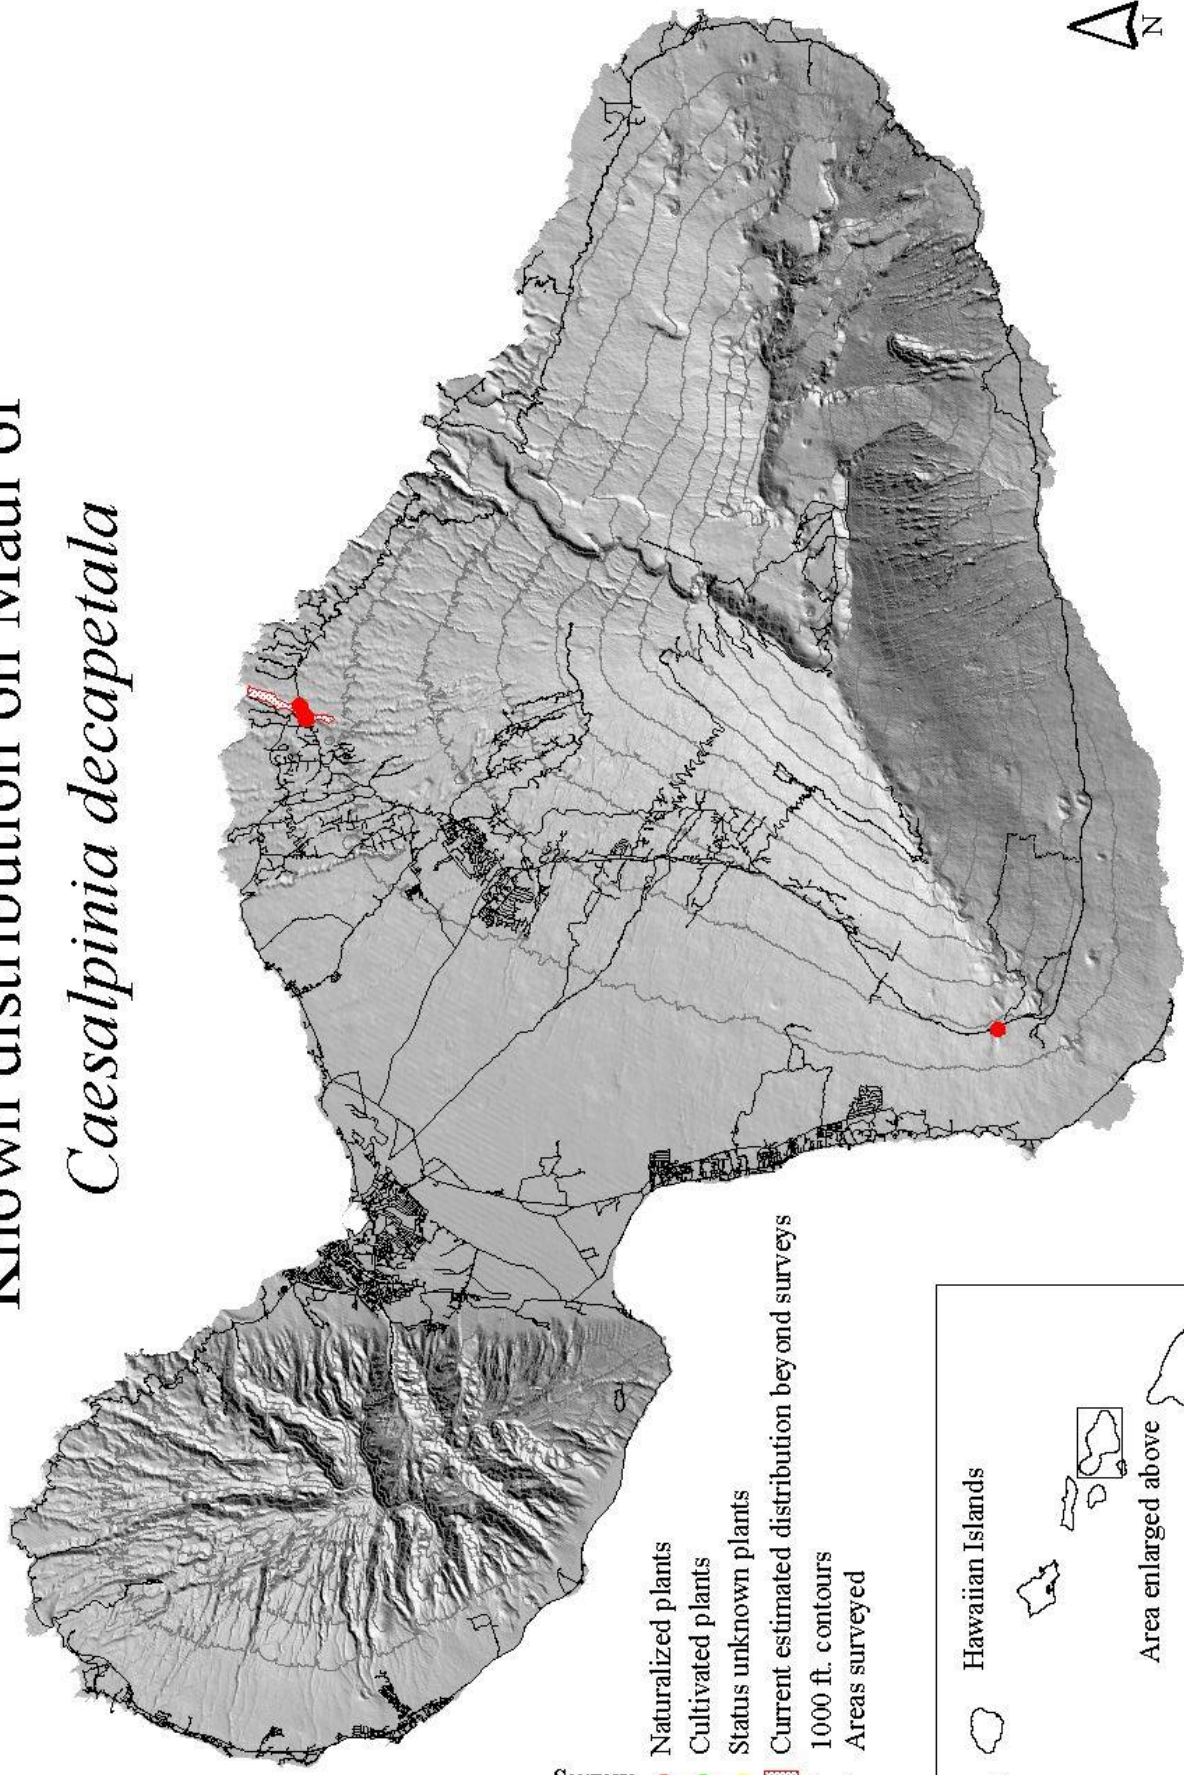 Known distribution on Maui of
Caesalpinia decapetala
Naturalized plants
Cultivated plants
Status unknown plants
Current estimated distribution beyond surveys
1000 ft. contours
Areas surveyed
Hawaiian Islands
Area enlarged above
N